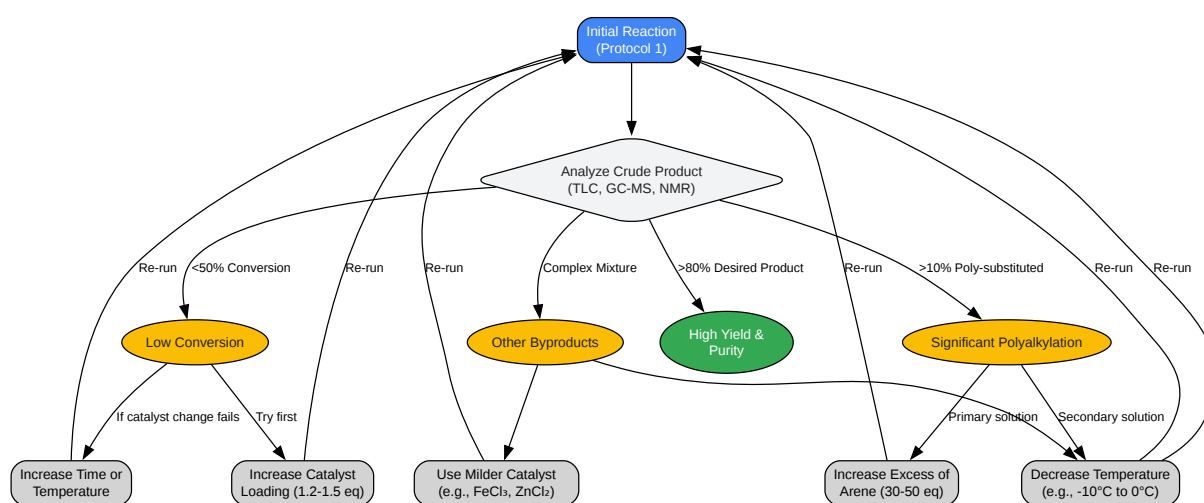 Initial Reaction
(Protocol 1)
Analyze Crude Product
(TLC, GC-MS, NMR)
Re-run
<50% Conversion
Re-run
Re-run
Complex Mixture
>80% Desired Product
Re-run
>10% Poly-substituted
Re-run
Re-run
Low Conversion
Other Byproducts
High Yield &
Purity
Significant Polyalkylation
If catalyst change fails
Try first
Primary solution
Secondary solution
Increase Time or
Temperature
Increase Catalyst
Loading (1.2-1.5 eq)
Use Milder Catalyst
(e.g., FeCl₃, ZnCl₂)
Increase Excess of
Arene (30-50 eq)
Decrease Temperature
(e.g., -10°C to 0°C)